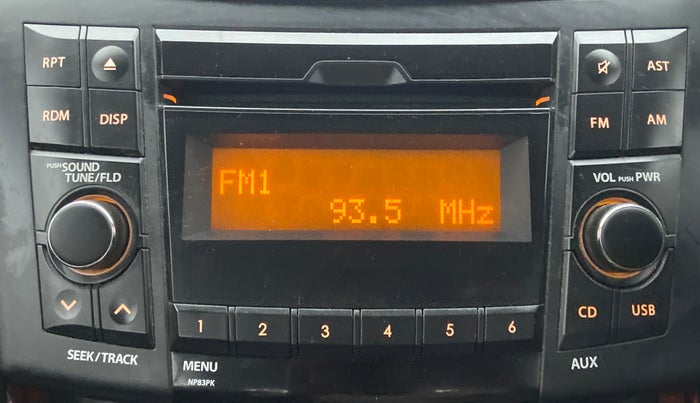 RPT
AST
RDM
DISP
FM
AM
PUSH SOUND
TUNE/FLD
VOL PUSH PWR
FM1
93.5 MHz
CD
USB
1 2 3 4 5 6
SEEK/TRACK
MENU
AUX
NP83PK